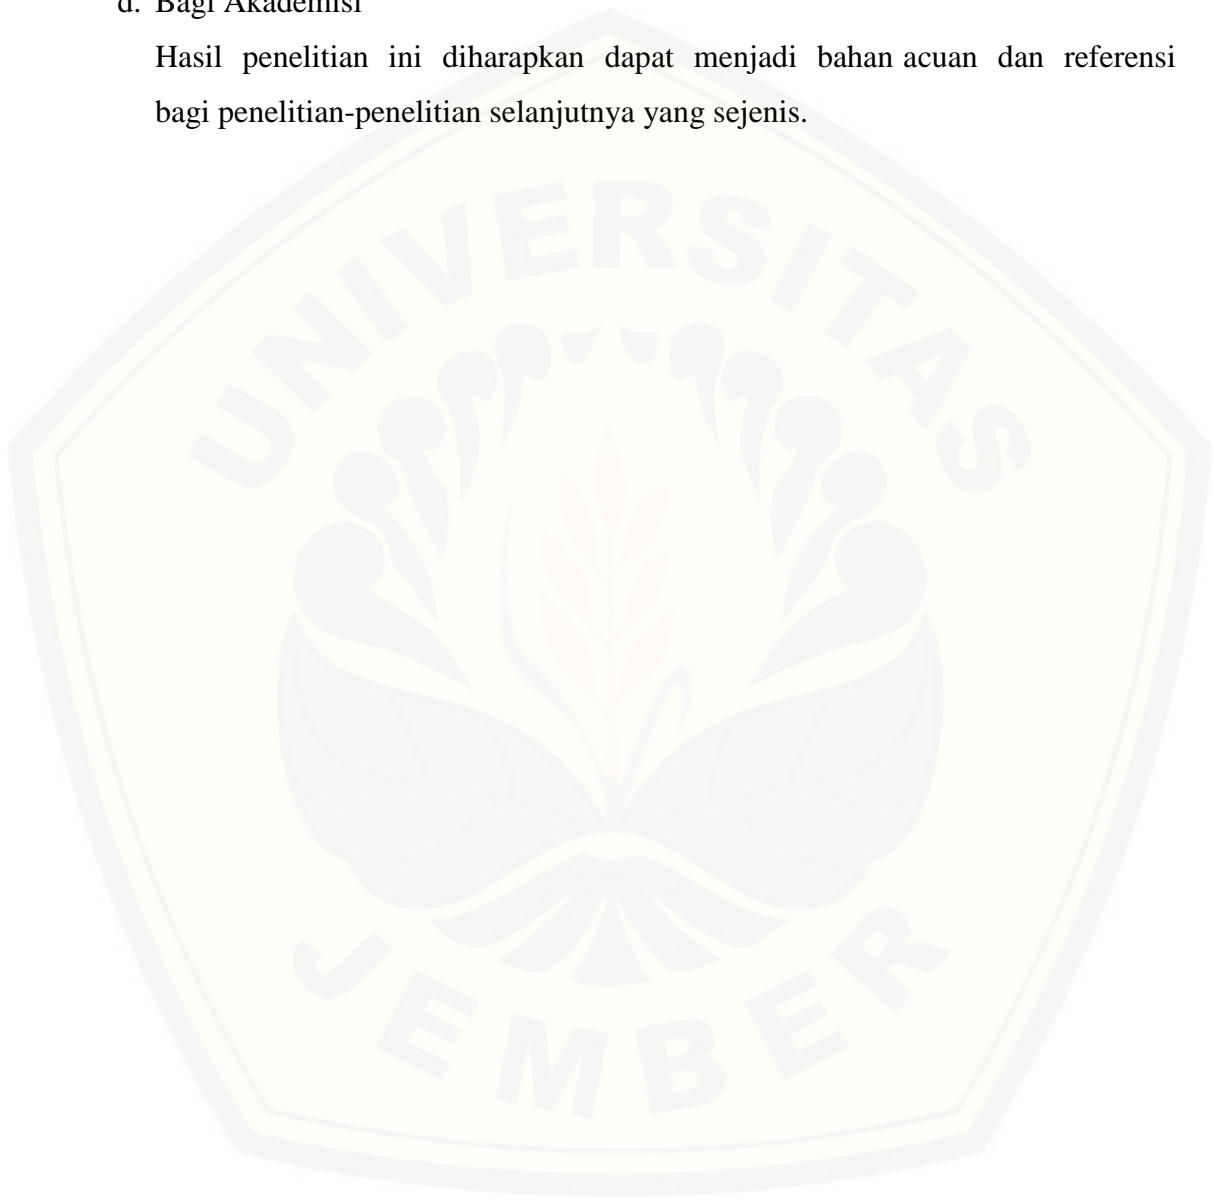 d. Bagi Akademisi
Hasil penelitian ini diharapkan dapat menjadi bahan acuan dan referensi
bagi penelitian-penelitian selanjutnya yang sejenis.
UNIVERSITAS
JEMBER